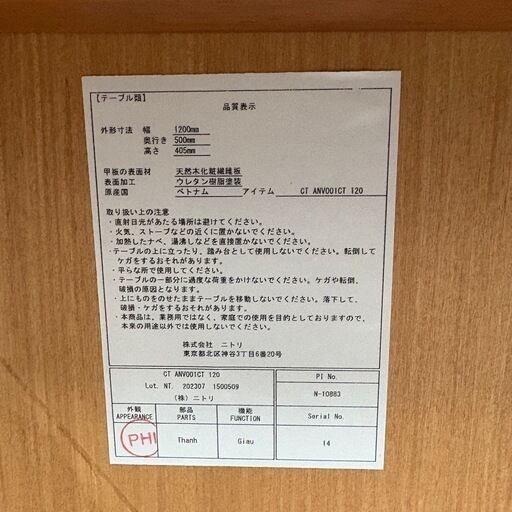 【テーブル類】
品質表示
外形寸法 幅 1200mm
奥行き 500mm
高さ 405mm
甲板の表面材 天然木化粧繊維板
表面加工 ウレタン樹脂塗装
原産国 ベトナム アイテム CT ANV001CT 120
取り扱い上の注意
・直射日光があたる場所は避けてください。
・火気、ストーブなどの近くに置かないでください。
・加熱したナベ、湯沸しなどを直接置かないでください。
・テーブルの上に立ったり、踏み台として使用しないでください。転倒して
ケガをするおそれがあります。
・平らな所で使用してください。
・テーブルの一部分に過度な荷重をかけないでください。ケガや転倒、
破損の原因となります。
・上にものをのせたままテーブルを移動しないでください。落下して、
破損・ケガをするおそれがあります。
・本商品は、業務用ではなく、家庭での使用を目的としておりますので、
本来の用途以外では使用しないでください。
株式会社 ニトリ
東京都北区神谷3丁目6番20号
CT ANV001CT 120 PI No.
Lot. NT. 202307 1500509 N-10883
(株) ニトリ
外観 部品 機能 Serial No.
APPEARANCE PARTS FUNCTION
PHI Thanh Giau 14